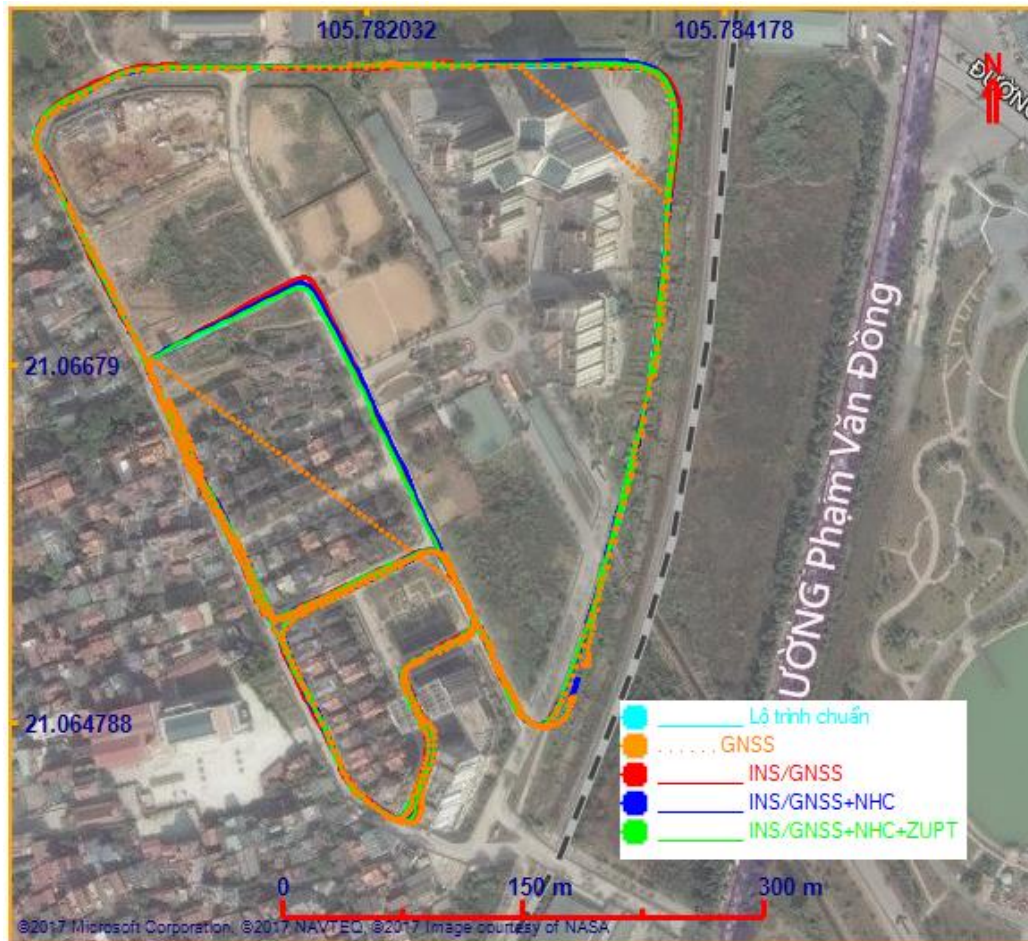 105.782032 105.784178
N
ĐƯỜNG
21.06679
ƯỜNG Phạm Văn Đồng
21.064788
Lộ trình chuẩn
GNSS
INS/GNSS
INS/GNSS+NHC
INS/GNSS+NHC+ZUPT
0 150 m 300 m
©2017 Microsoft Corporation, ©2017 NAVTEQ, ©2017 Image courtesy of NASA